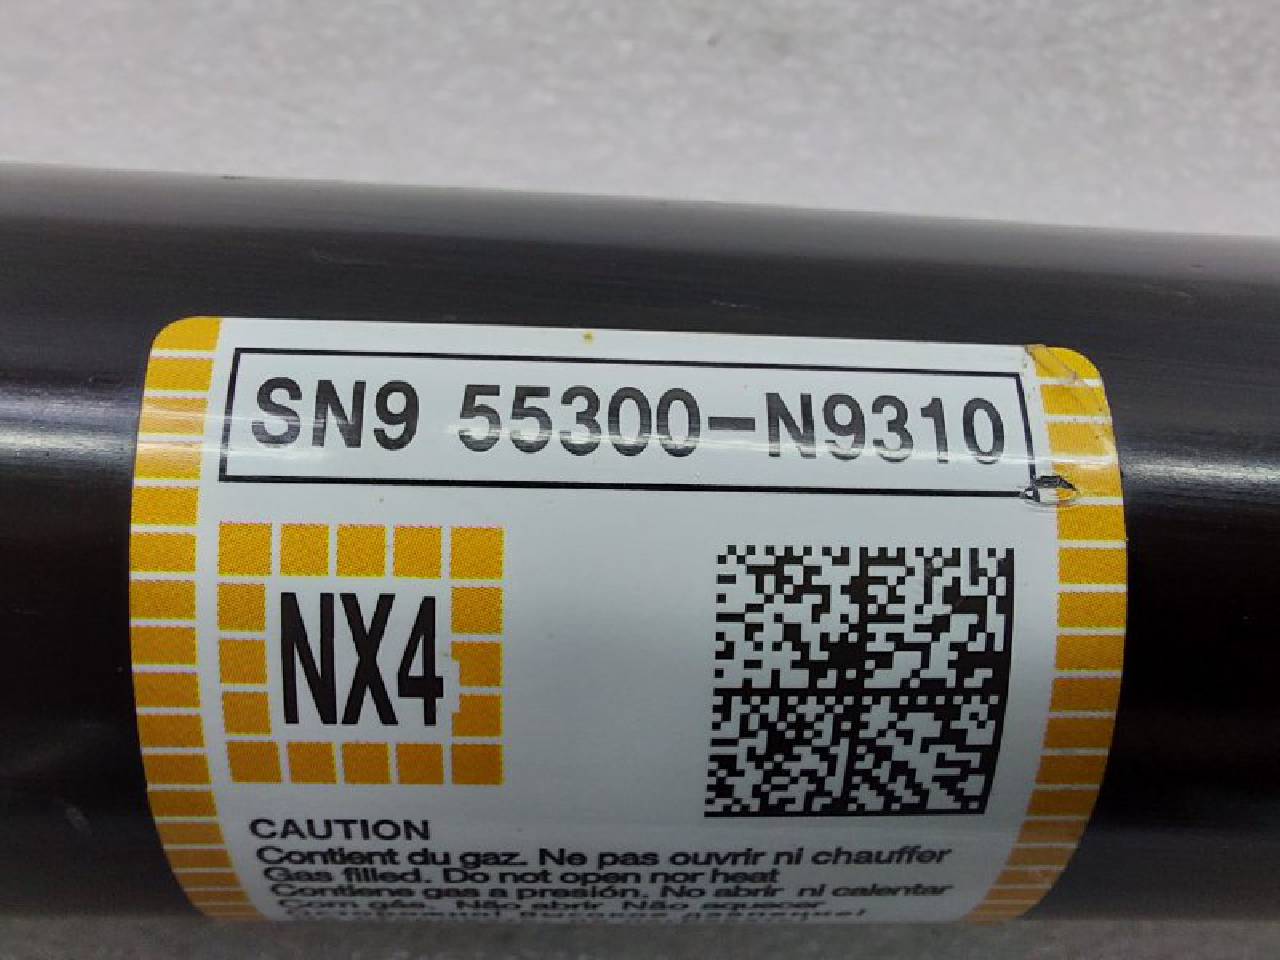 SN9 55300-N9310
NX4
CAUTION
Contient du gaz. Ne pas ouvrir ni chauffer
Gas filled. Do not open nor heat
Contiene gas a presión. No abrir ni calentar
Com gás. Não abrir Não aquecer